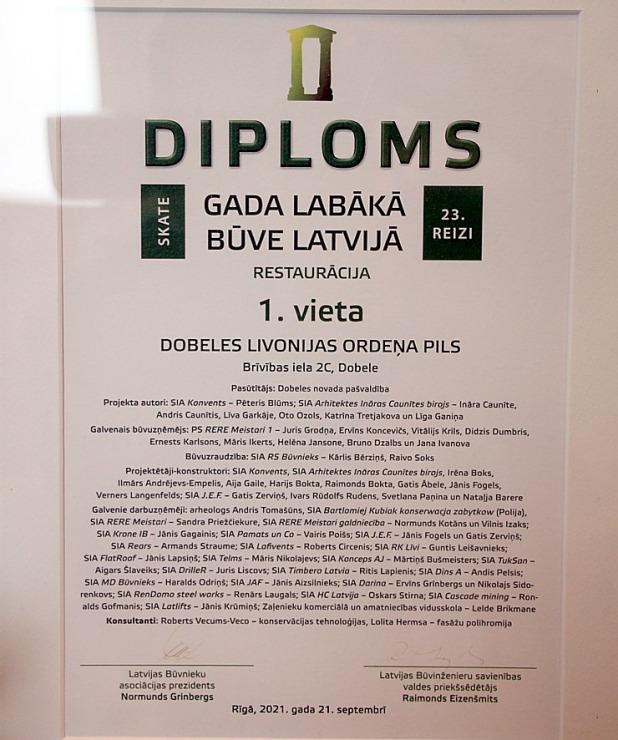 DIPLOMS
SKATE
GADA LABĀKĀ
BŪVE LATVIJĀ
23.
REIZI
RESTAURĀCIJA
1. vieta
DOBELES LIVONIJAS ORDEŅA PILS
Brīvības iela 2C, Dobele
Pasūtītājs: Dobeles novada pašvaldība
Projekta autori: SIA Konvents – Pēteris Blūms; SIA Arhitektes Ināras Caunītes birojs – Ināra Caunīte,
Andris Caunītis, Līva Garkāje, Oto Ozols, Katrīna Tretjakova un Līga Ganiņa
Galvenais būvuzņēmējs: PS RERE Meistari 1 – Juris Grodņa, Ervīns Koncevičs, Vitālijs Krils, Didzis Dumbris,
Ernests Karlsons, Māris Ikerts, Helēna Jansone, Bruno Dzalbs un Jana Ivanova
Būvuzraudzība: SIA RS Būvnieks – Kārlis Bērziņš, Raivo Soks
Projektētāji-konstruktori: SIA Konvents, SIA Arhitektes Ināras Caunītes birojs, Irēna Boks,
Ilmārs Andrējevs-Empelis, Aija Gaile, Harijs Bokta, Raimonds Bokta, Gatis Ābele, Jānis Fogels,
Verners Langenfelds; SIA J.E.F. – Gatis Zerviņš, Ivars Rūdolfs Rudens, Svetlana Papina un Nataļja Barere
Galvenie darbuzņēmēji: arheologs Andris Tomašūns, SIA Bartlomiej Kubiak konserwacja zabytkow (Polija),
SIA RERE Meistari – Sandra Priežčiekure, SIA RERE Meistari galdniecība – Normunds Kotāns un Vilnis Izaks;
SIA Krone IB – Jānis Gagainis; SIA Pamats un Co – Vairis Poišs; SIA J.E.F. – Jānis Fogels un Gatis Zerviņš;
SIA Rears – Armands Straume; SIA Lafivents – Roberts Circenis; SIA RK Līvi – Guntis Leišavnieks;
SIA FlatRoof – Jānis Lapsiņš; SIA Telms – Māris Nikolajevs; SIA Konceps AJ – Mārtiņš Bušmeisters; SIA TukSan –
Aigars Šlaveiks; SIA DrilleR – Juris Liscovs; SIA Timbero Latvia – Ritis Lapienis; SIA Dins A – Andis Pelsis;
SIA MD Būvnieks – Haralds Odriņš; SIA JAF – Jānis Aizsilnieks; SIA Darina – Ervīns Grinbergs un Nikolajs Sido-
renkovs; SIA RenDomo steel works – Renārs Laugals; SIA HC Latvija – Oskars Stirna; SIA Cascade mining – Ron-
alds Gofmanis; SIA Latlifts – Jānis Krūmiņš; Zaļenieku komerciālā un amatniecības vidusskola – Lelde Brikmane
Konsultanti: Roberts Vecums-Veco – konservācijas tehnoloģijas, Lolita Hermsa – fasāžu polihromija
Latvijas Būvnieku
asociācijas prezidents
Normunds Grinbergs
Latvijas Būvinženieru savienības
valdes priekšsēdētājs
Raimonds Eizenšmits
Rīgā, 2021. gada 21. septembrī